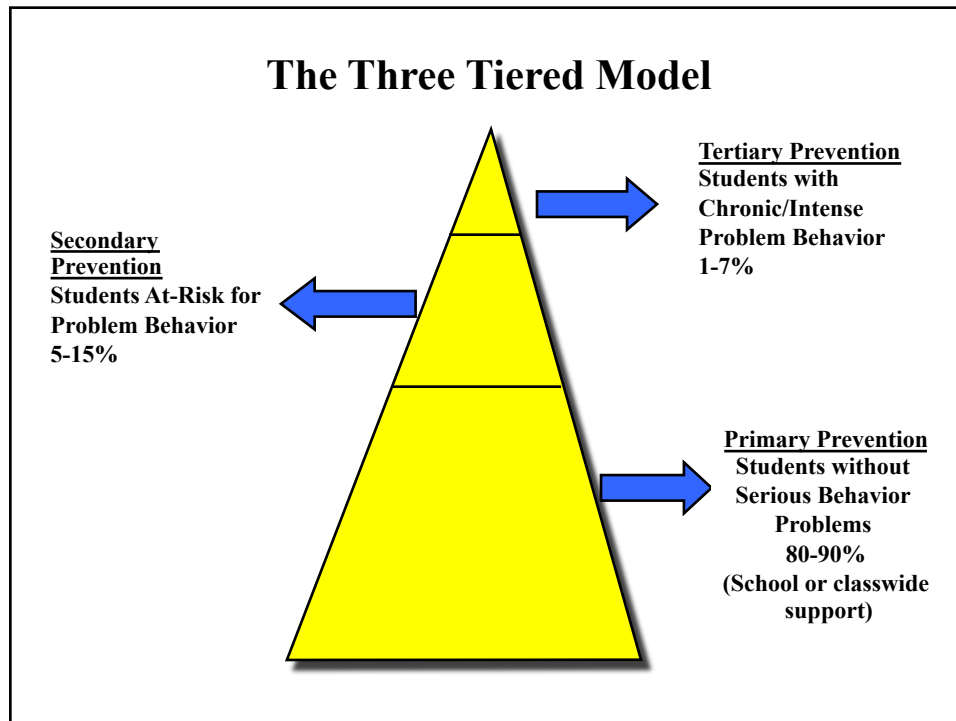 The Three Tiered Model
Tertiary Prevention
Students with
Chronic/Intense
Problem Behavior
1-7%
Secondary
Prevention
Students At-Risk for
Problem Behavior
5-15%
Primary Prevention
Students without
Serious Behavior
Problems
80-90%
(School or classwide
support)